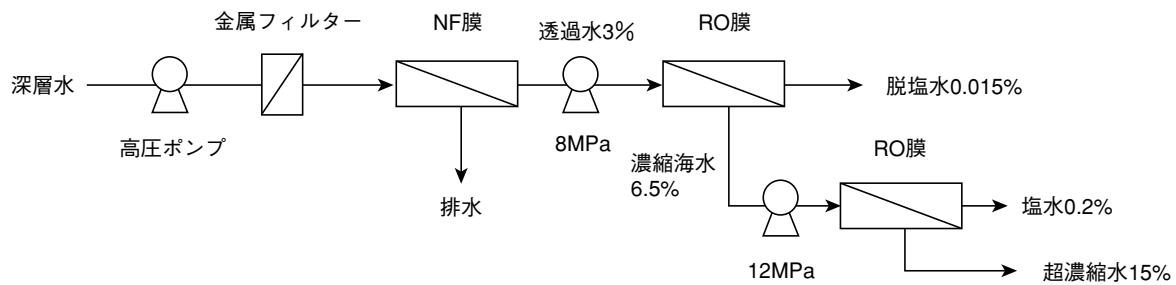 金属フィルター
NF膜
透過水3%
RO膜
深層水
脱塩水0.015%
高圧ポンプ
8MPa
濃縮海水
6.5%
RO膜
排水
塩水0.2%
12MPa
超濃縮水15%